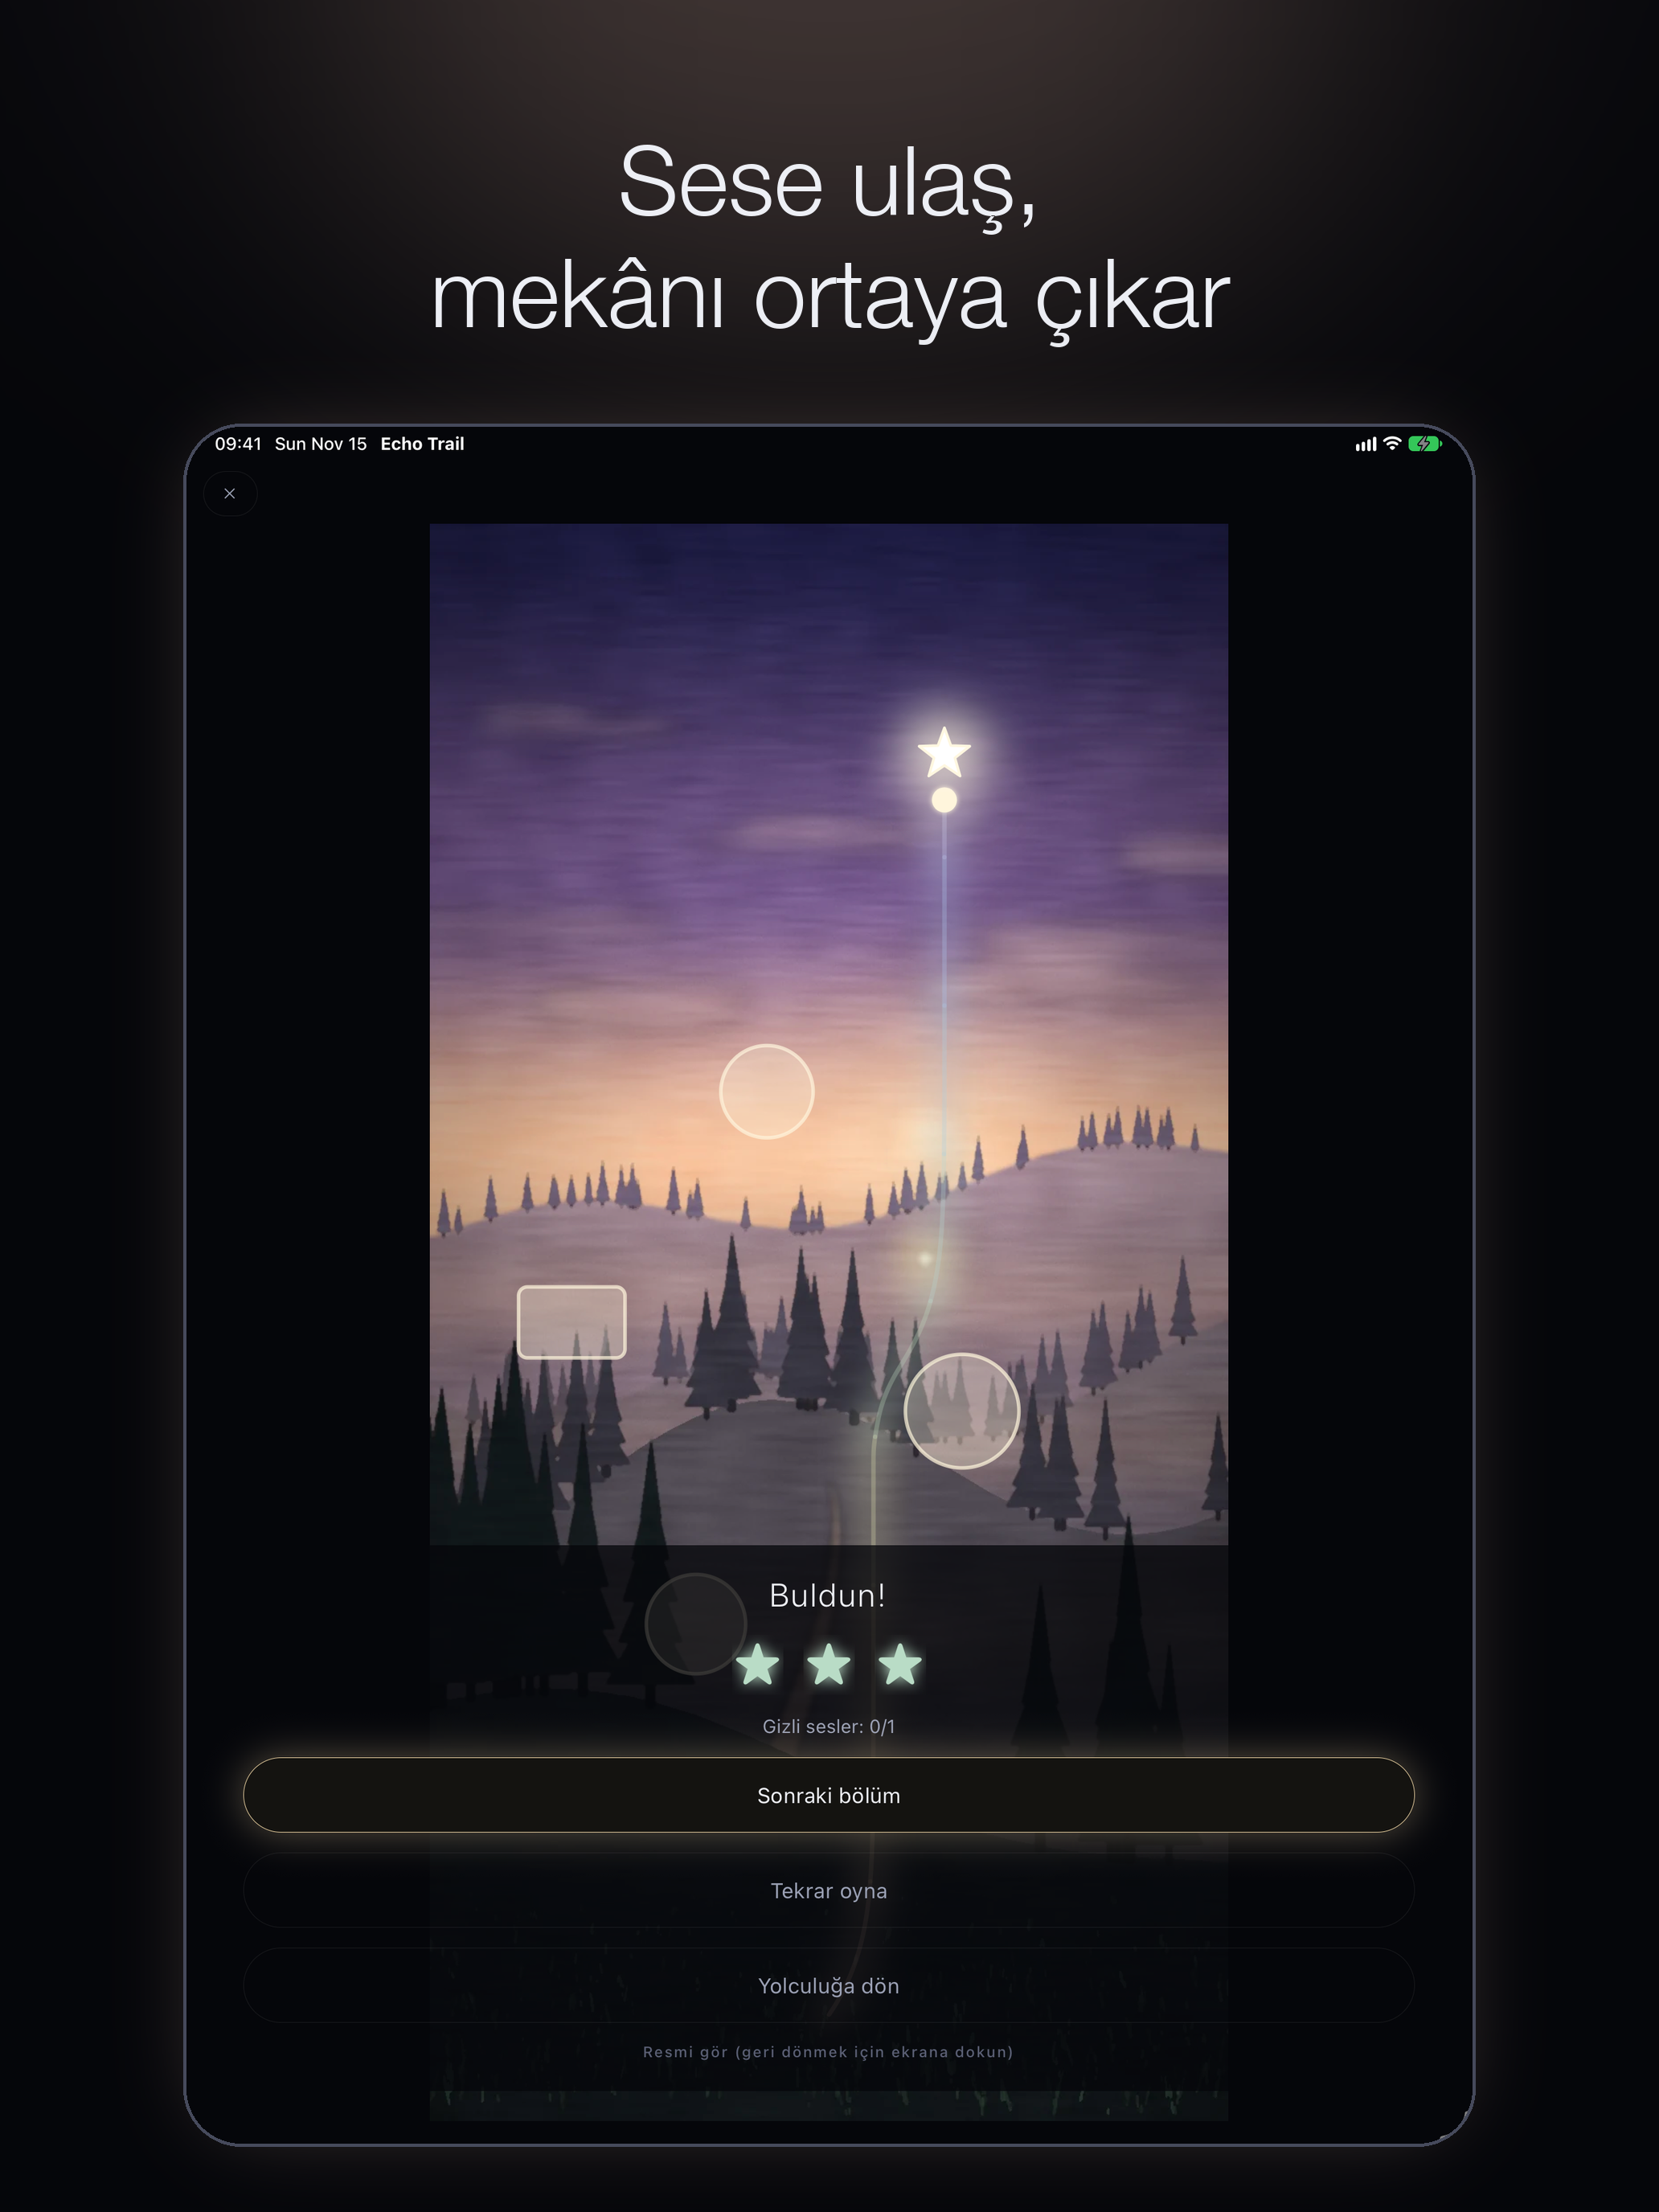 Sese ulaş,
mekânı ortaya çıkar
09:41 Sun Nov 15 Echo Trail
Buldun!
Gizli sesler: 0/1
Sonraki bölüm
Tekrar oyna
Yolculuğa dön
Resmi gör (geri dönmek için ekrana dokun)